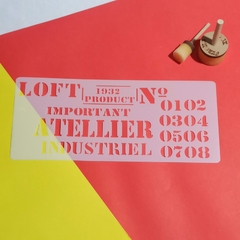 LOFT 1932 PRODUCT No
IMPORTANT 0102
ATELLIER 0304
INDUSTRIEL 0506
0708